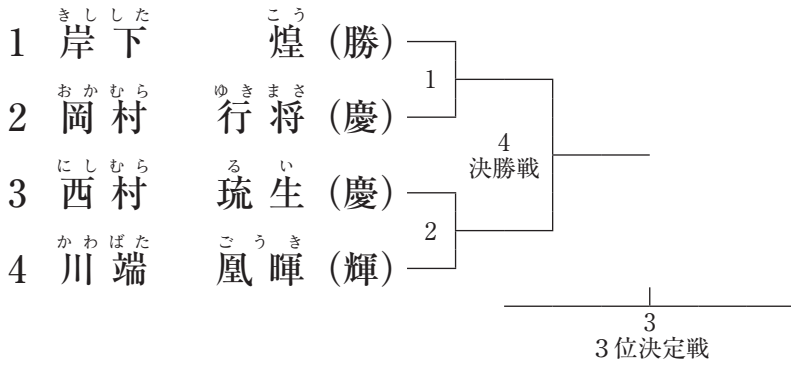 きしした こう
1 岸下 煌(勝)
1
おかむら ゆきまさ
2 岡村 行将(慶)
4
決勝戦
にしむら るい
3 西村 琉生(慶)
2
かわばた ごうき
4 川端 凰暉(輝)
3
3位決定戦